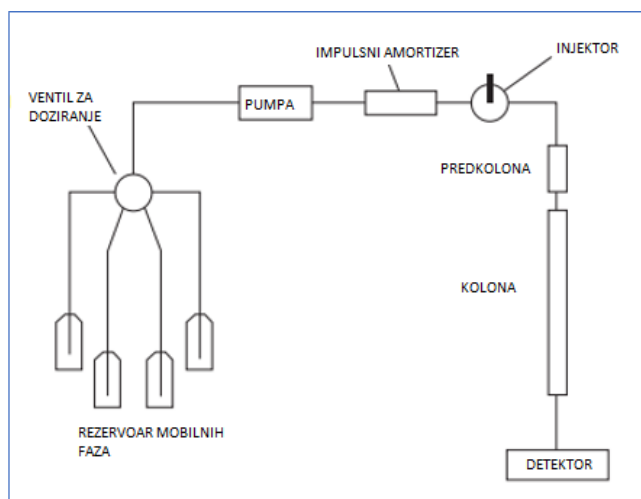 IMPULSNI AMORTIZER
INJEKTOR
VENTIL ZA
DOZIRANJE
PUMPA
PREDKOLONA
KOLONA
REZERVOAR MOBILNIH
FAZA
DETEKTOR